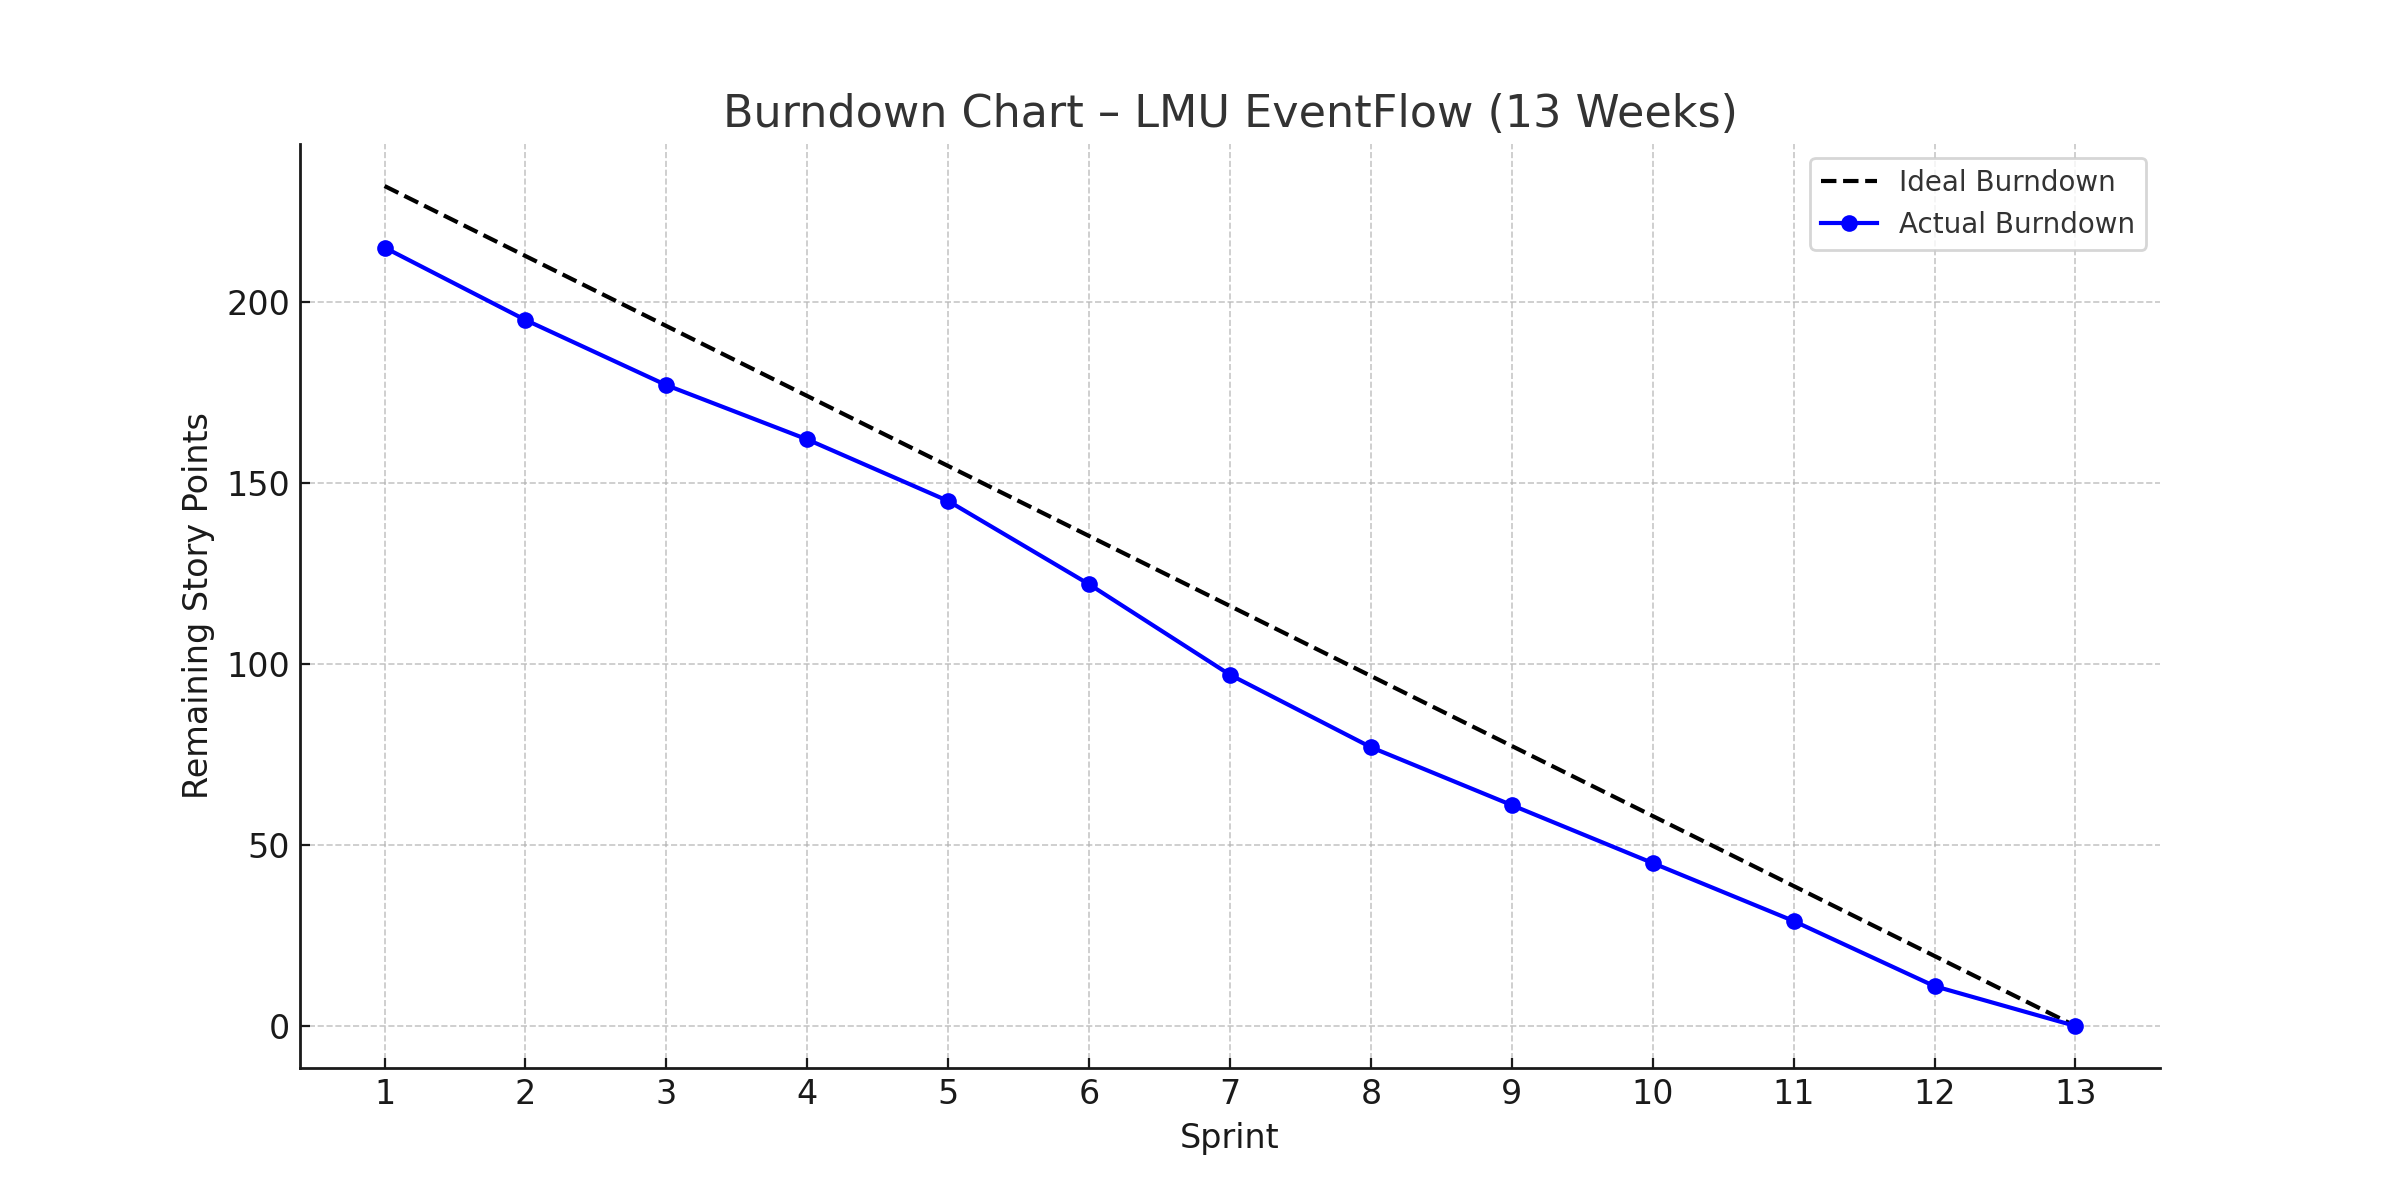 Burndown Chart – LMU EventFlow (13 Weeks)
Ideal Burndown
Actual Burndown
Remaining Story Points
200
150
100
50
0
1 2 3 4 5 6 7 8 9 10 11 12 13
Sprint